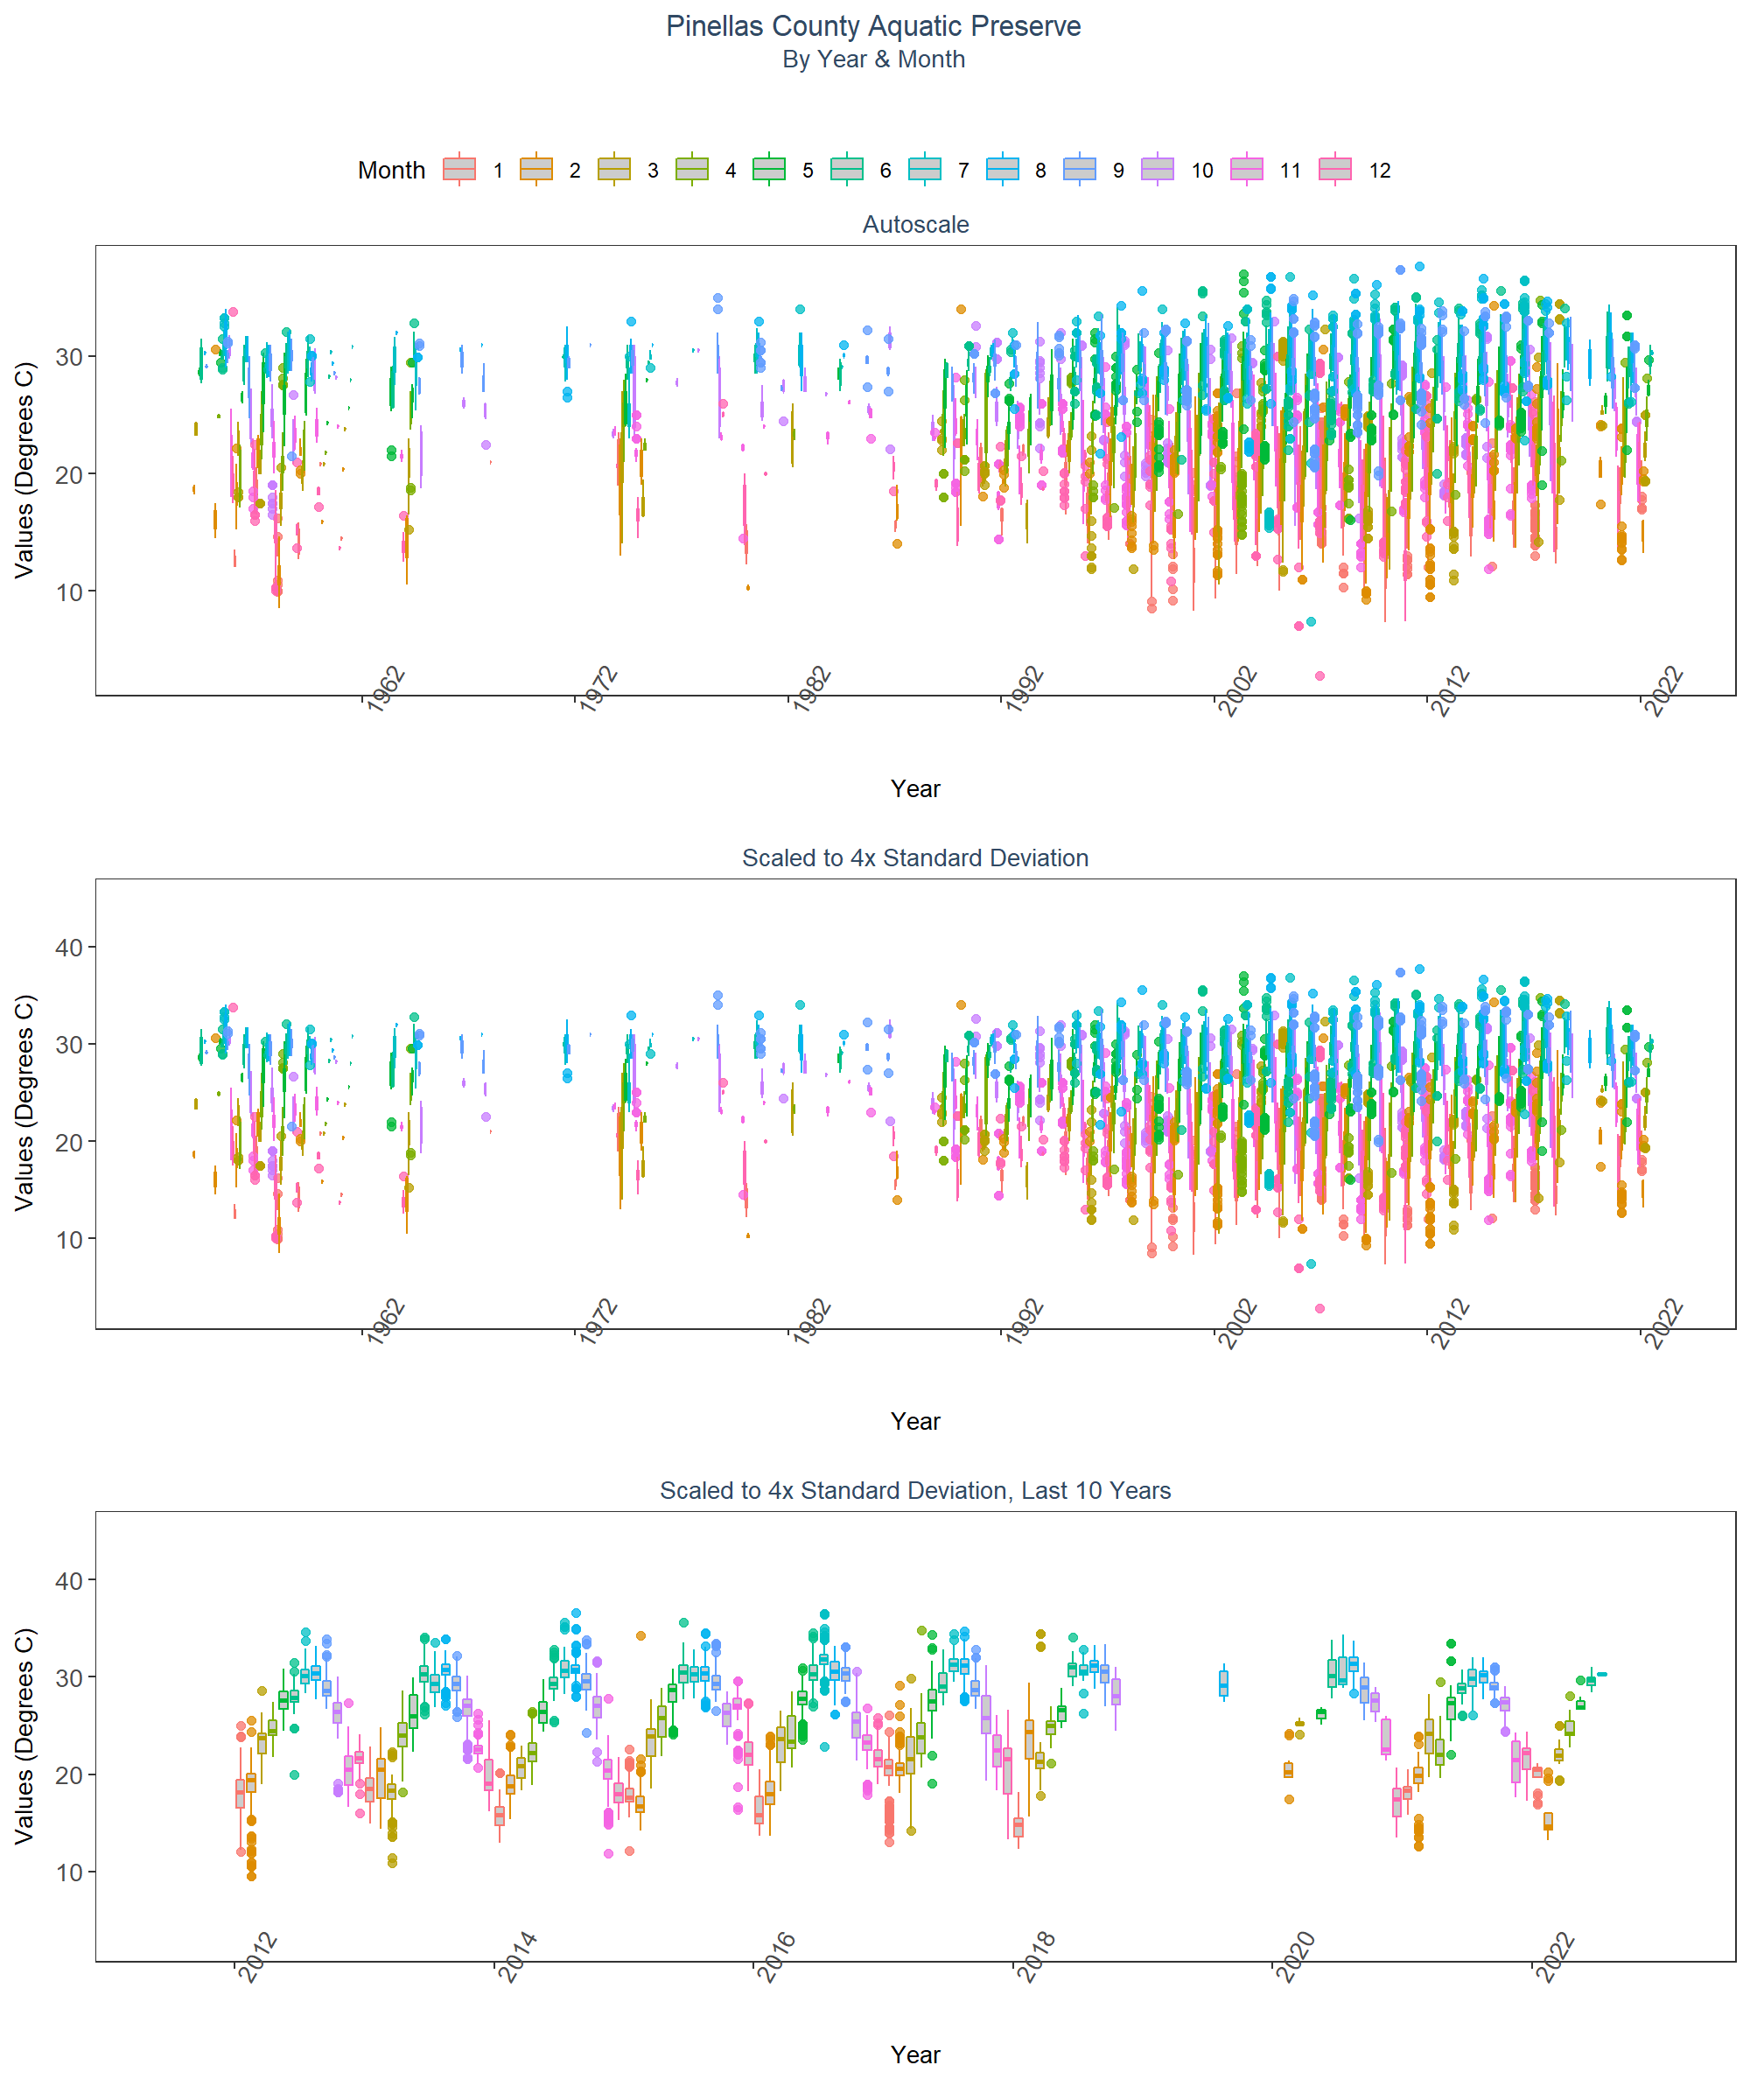 Pinellas County Aquatic Preserve
By Year & Month
Month 1 2 3 4 5 6 7 8 9 10 11 12
Autoscale
Values (Degrees C)
30
20
10
1962 1972 1982 1992 2002 2012 2022
Year
Scaled to 4x Standard Deviation
Values (Degrees C)
40
30
20
10
1962 1972 1982 1992 2002 2012 2022
Year
Scaled to 4x Standard Deviation, Last 10 Years
Values (Degrees C)
40
30
20
10
2012 2014 2016 2018 2020 2022
Year